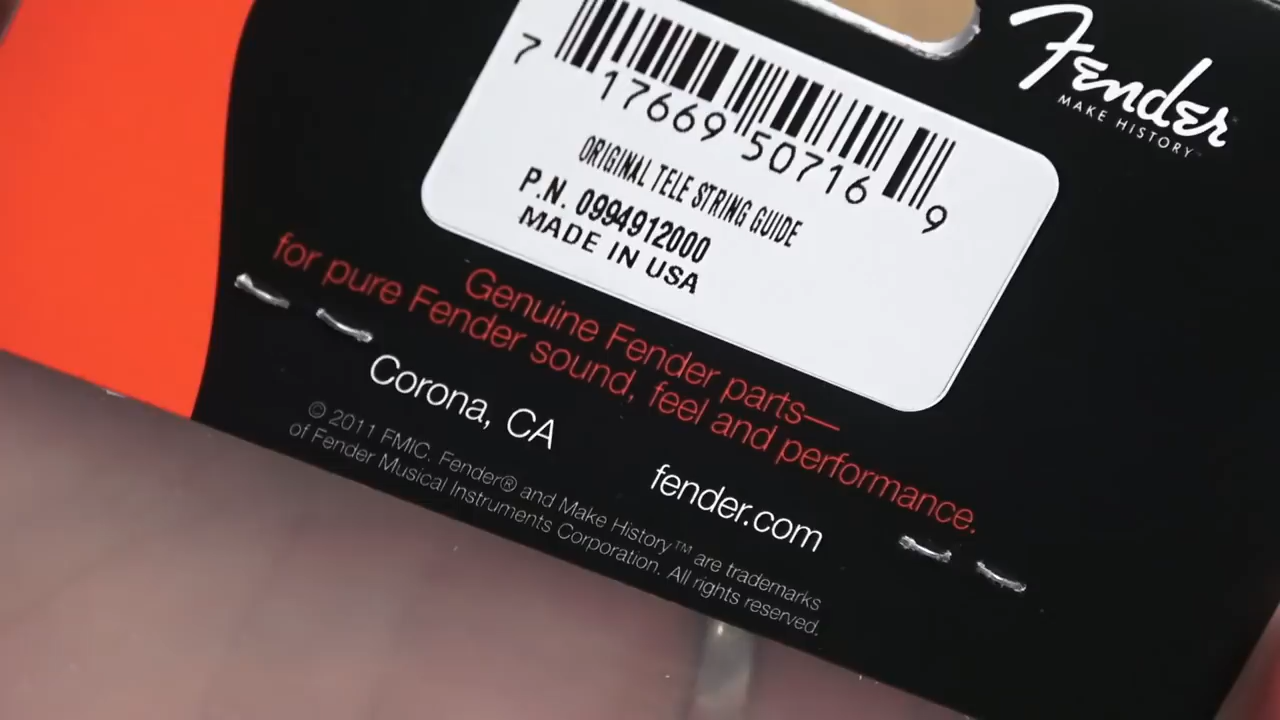 Fender
MAKE HISTORY™
7 17669 50716 9
ORIGINAL TELE STRING GUIDE
P.N. 0994912000
MADE IN USA
Genuine Fender parts—
for pure Fender sound, feel and performance.
Corona, CA
fender.com
© 2011 FMIC. Fender® and Make History™ are trademarks
of Fender Musical Instruments Corporation. All rights reserved.